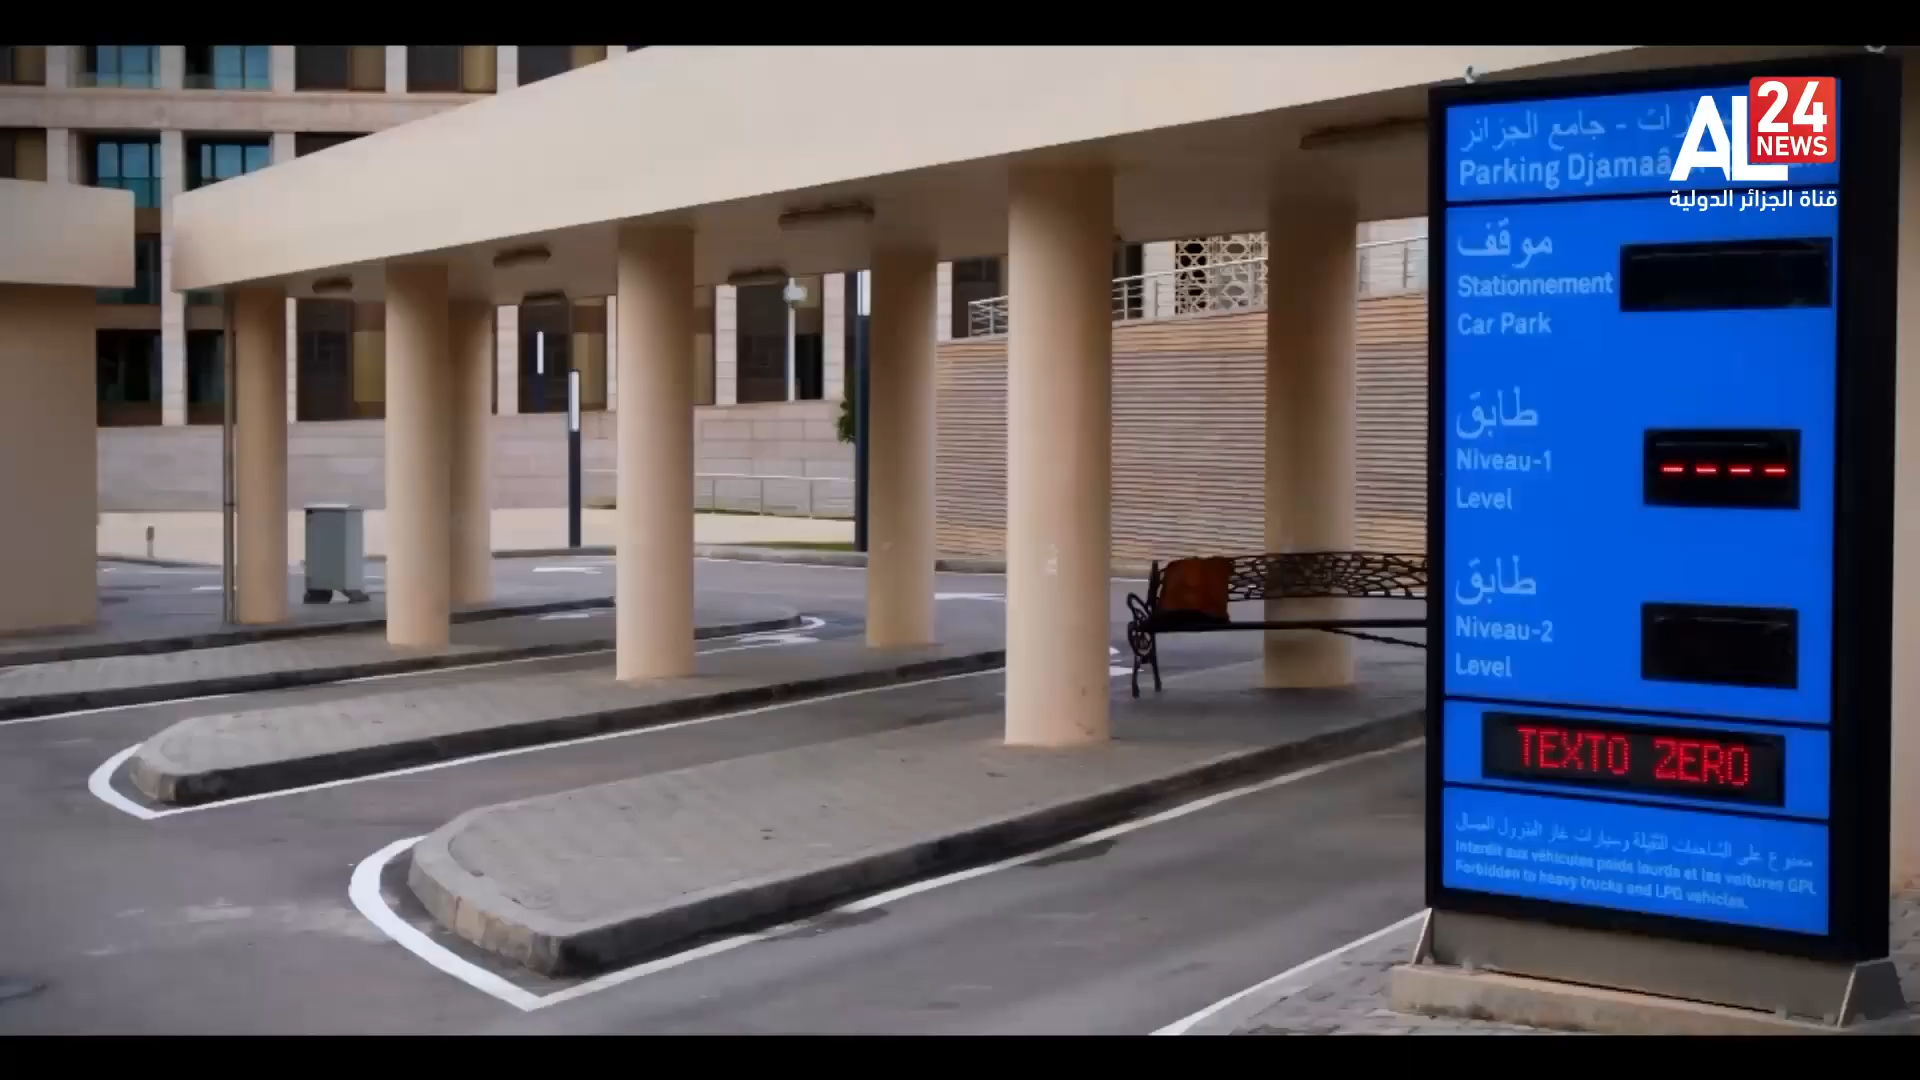 جامع الجزائر -
Parking Djamaâ
AL 24 NEWS
قناة الجزائر الدولية
موقف
Stationnement
Car Park
طابق
Niveau-1
Level
طابق
Niveau-2
Level
TEXTO ZERO
ممنوع على الشاحنات الثقيلة وسيارات غاز البترول المسال
Interdit aux véhicules poids lourds et les voitures GPL
Forbidden to heavy trucks and LPG vehicles.